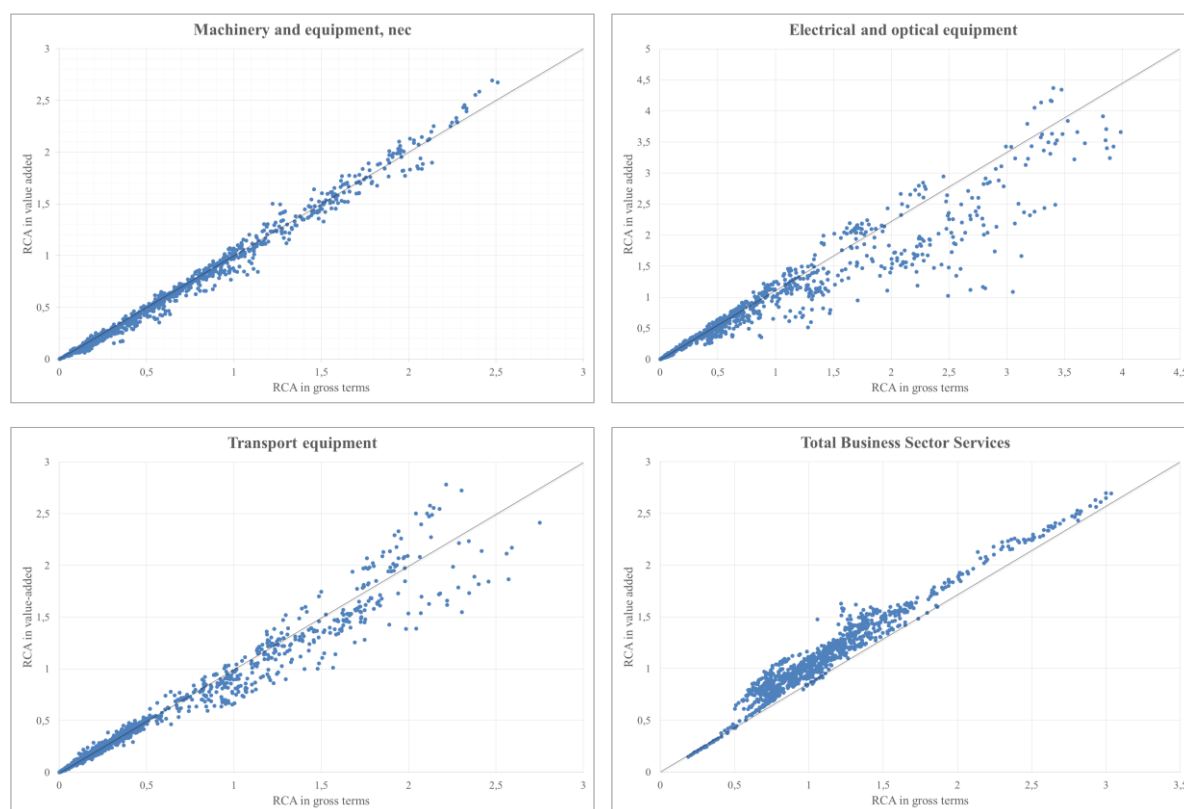 Machinery and equipment, nec
3
2,5
2
1,5
1
0,5
0
RCA in value added
0 0,5 1 1,5 2 2,5 3
RCA in gross terms
Electrical and optical equipment
5
4,5
4
3,5
3
2,5
2
1,5
1
0,5
0
RCA in value added
0 0,5 1 1,5 2 2,5 3 3,5 4 4,5
RCA in gross terms
Transport equipment
3
2,5
2
1,5
1
0,5
0
RCA in value-added
0 0,5 1 1,5 2 2,5 3
RCA in gross terms
Total Business Sector Services
3
2,5
2
1,5
1
0,5
0
RCA in value added
0 0,5 1 1,5 2 2,5 3 3,5
RCA in gross terms